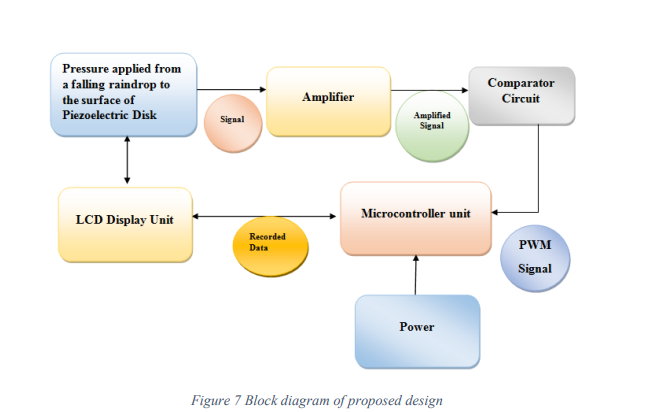 Pressure applied from
a falling raindrop to
the surface of
Piezoelectric Disk
Signal
Amplifier
Amplified
Signal
Comparator
Circuit
LCD Display Unit
Recorded
Data
Microcontroller unit
PWM
Signal
Power
Figure 7 Block diagram of proposed design